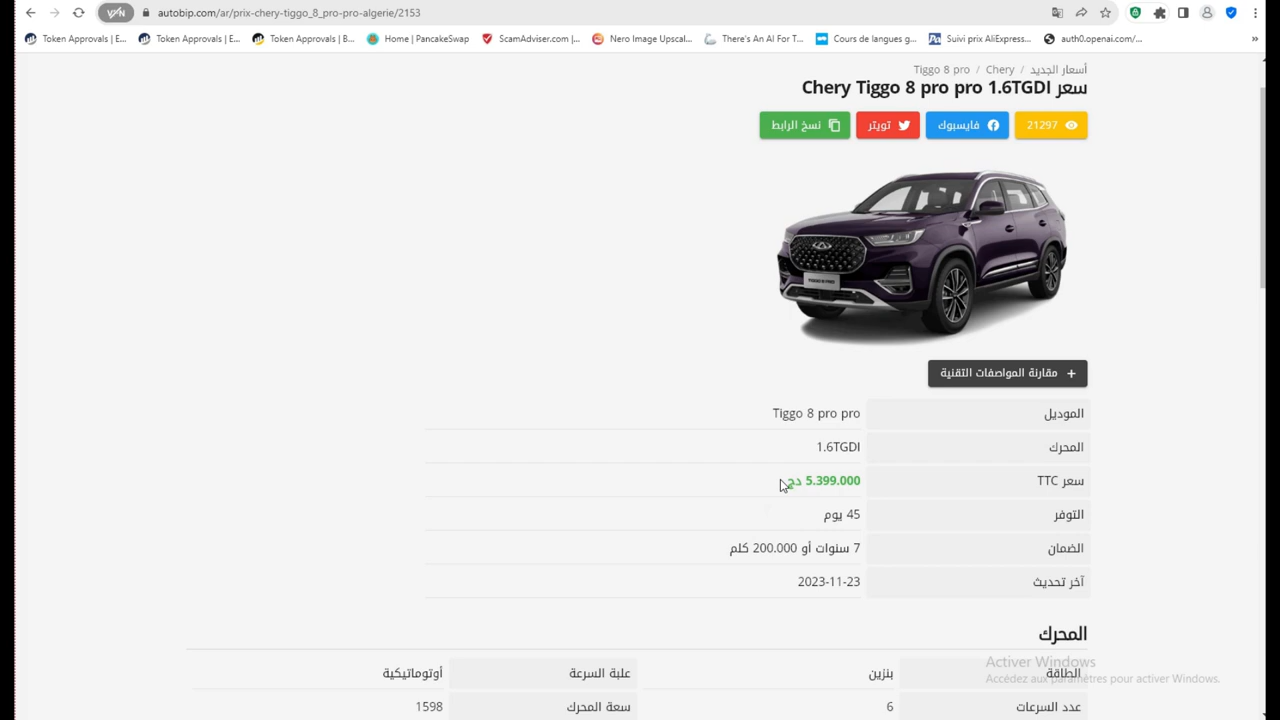 autobip.com/ar/prix-chery-tiggo_8_pro-pro-algerie/2153
VPN
Token Approvals | E...
Token Approvals | E...
Token Approvals | B...
Home | PancakeSwap
ScamAdviser.com |...
Nero Image Upscal...
There's An AI For T...
Cours de langues g...
Suivi prix AliExpress...
auth0.openai.com/...
أسعار الجديد / Chery / Tiggo 8 pro
سعر Chery Tiggo 8 pro pro 1.6TGDI
21297
فايسبوك
تويتر
نسخ الرابط
TIGGO 8 PRO
+ مقارنة المواصفات التقنية
الموديل Tiggo 8 pro pro
المحرك 1.6TGDI
سعر TTC 5.399.000 دج
التوفر 45 يوم
الضمان 7 سنوات أو 200.000 كلم
آخر تحديث 2023-11-23
المحرك
الطاقة بنزين علبة السرعة أوتوماتيكية
عدد السرعات 6 سعة المحرك 1598
Activer Windows
Accédez aux paramètres pour activer Windows.